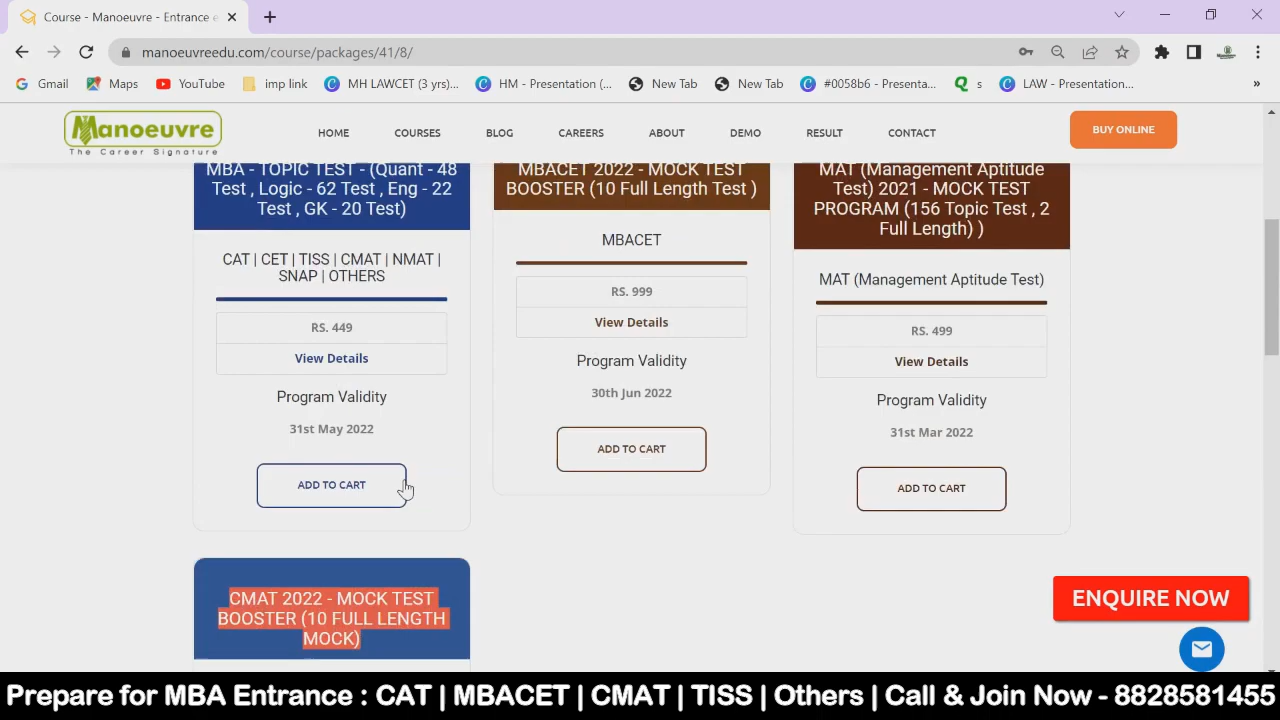 Course - Manoeuvre - Entrance e
manoeuvreedu.com/course/packages/41/8/
Gmail
Maps
YouTube
imp link
MH LAWCET (3 yrs)...
HM - Presentation (...
New Tab
New Tab
#0058b6 - Presenta...
s
LAW - Presentation...
»
Manoeuvre
The Career Signature
HOME
COURSES
BLOG
CAREERS
ABOUT
DEMO
RESULT
CONTACT
BUY ONLINE
MBA - TOPIC TEST - (Quant - 48
Test , Logic - 62 Test , Eng - 22
Test , GK - 20 Test)
CAT | CET | TISS | CMAT | NMAT |
SNAP | OTHERS
RS. 449
View Details
Program Validity
31st May 2022
ADD TO CART
MBACET 2022 - MOCK TEST
BOOSTER (10 Full Length Test )
MBACET
RS. 999
View Details
Program Validity
30th Jun 2022
ADD TO CART
MAT (Management Aptitude
Test) 2021 - MOCK TEST
PROGRAM (156 Topic Test , 2
Full Length) )
MAT (Management Aptitude Test)
RS. 499
View Details
Program Validity
31st Mar 2022
ADD TO CART
CMAT 2022 - MOCK TEST
BOOSTER (10 FULL LENGTH
MOCK)
ENQUIRE NOW
Prepare for MBA Entrance : CAT | MBACET | CMAT | TISS | Others | Call & Join Now - 8828581455